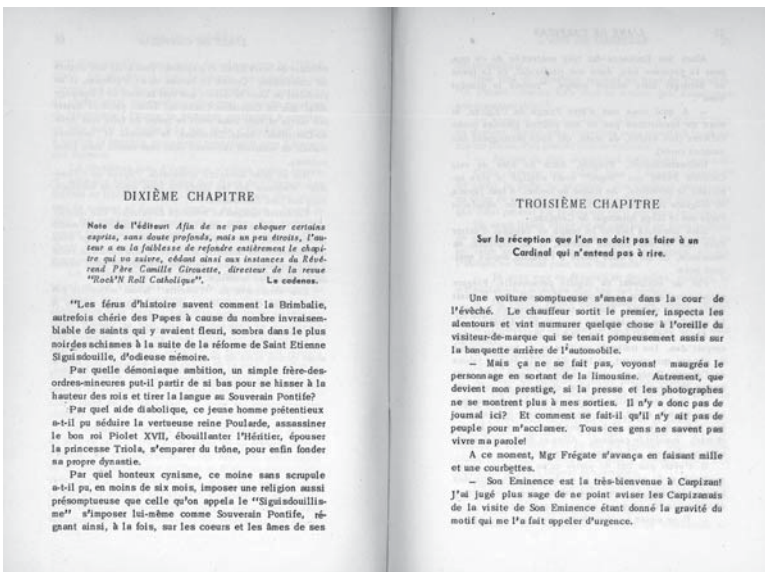 DIXIÈME CHAPITRE
Note de l'éditeur: Afin de ne pas choquer certains
esprits, sans doute profonds, mais un peu étroits, l'au-
teur a eu la faiblesse de refondre entièrement le chapi-
tre qui va suivre, cédant ainsi aux instances du Révé-
rend Père Camille Girouette, directeur de la revue
"Rock'N Roll Catholique". Le cadenas.
"Les férus d'histoire savent comment la Brimbalie,
autrefois chérie des Papes à cause du nombre invraisem-
blable de saints qui y avaient fleuri, sombra dans le plus
noir des schismes à la suite de la réforme de Saint Etienne
Siguisdouille, d'odieuse mémoire.
Par quelle démoniaque ambition, un simple frère-des-
ordres-mineures put-il partir de si bas pour se hisser à la
hauteur des rois et tirer la langue au Souverain Pontife?
Par quel aide diabolique, ce jeune homme prétentieux
a-t-il pu séduire la vertueuse reine Poularde, assassiner
le bon roi Piolet XVII, ébouillanter l'Héritier, épouser
la princesse Triola, s'emparer du trône, pour enfin fonder
sa propre dynastie.
Par quel honteux cynisme, ce moine sans scrupule
a-t-il pu, en moins de six mois, imposer une religion aussi
présomptueuse que celle qu'on appela le "Siguisdouillis-
me" s'imposer lui-même comme Souverain Pontife, ré-
gnant ainsi, à la fois, sur les coeurs et les âmes de ses
TROISIÈME CHAPITRE
Sur la réception que l'on ne doit pas faire à un
Cardinal qui n'entend pas à rire.
Une voiture somptueuse s'amena dans la cour de
l'évêché. Le chauffeur sortit le premier, inspecta les
alentours et vint murmurer quelque chose à l'oreille du
visiteur-de-marque qui se tenait pompeusement assis sur
la banquette arrière de l'automobile.
— Mais ça ne se fait pas, voyons! maugréa le
personnage en sortant de la limousine. Autrement, que
devient mon prestige, si la presse et les photographes
ne se montrent plus à mes sorties. Il n'y a donc pas de
journal ici? Et comment se fait-il qu'il n'y ait pas de
peuple pour m'acclamer. Tous ces gens ne savent pas
vivre ma parole!
A ce moment, Mgr Frégate s'avança en faisant mille
et une courbettes.
— Son Eminence est la très-bienvenue à Carpizan!
J'ai jugé plus sage de ne point aviser les Carpizanais
de la visite de Son Eminence étant donné la gravité du
motif qui me l'a fait appeler d'urgence.